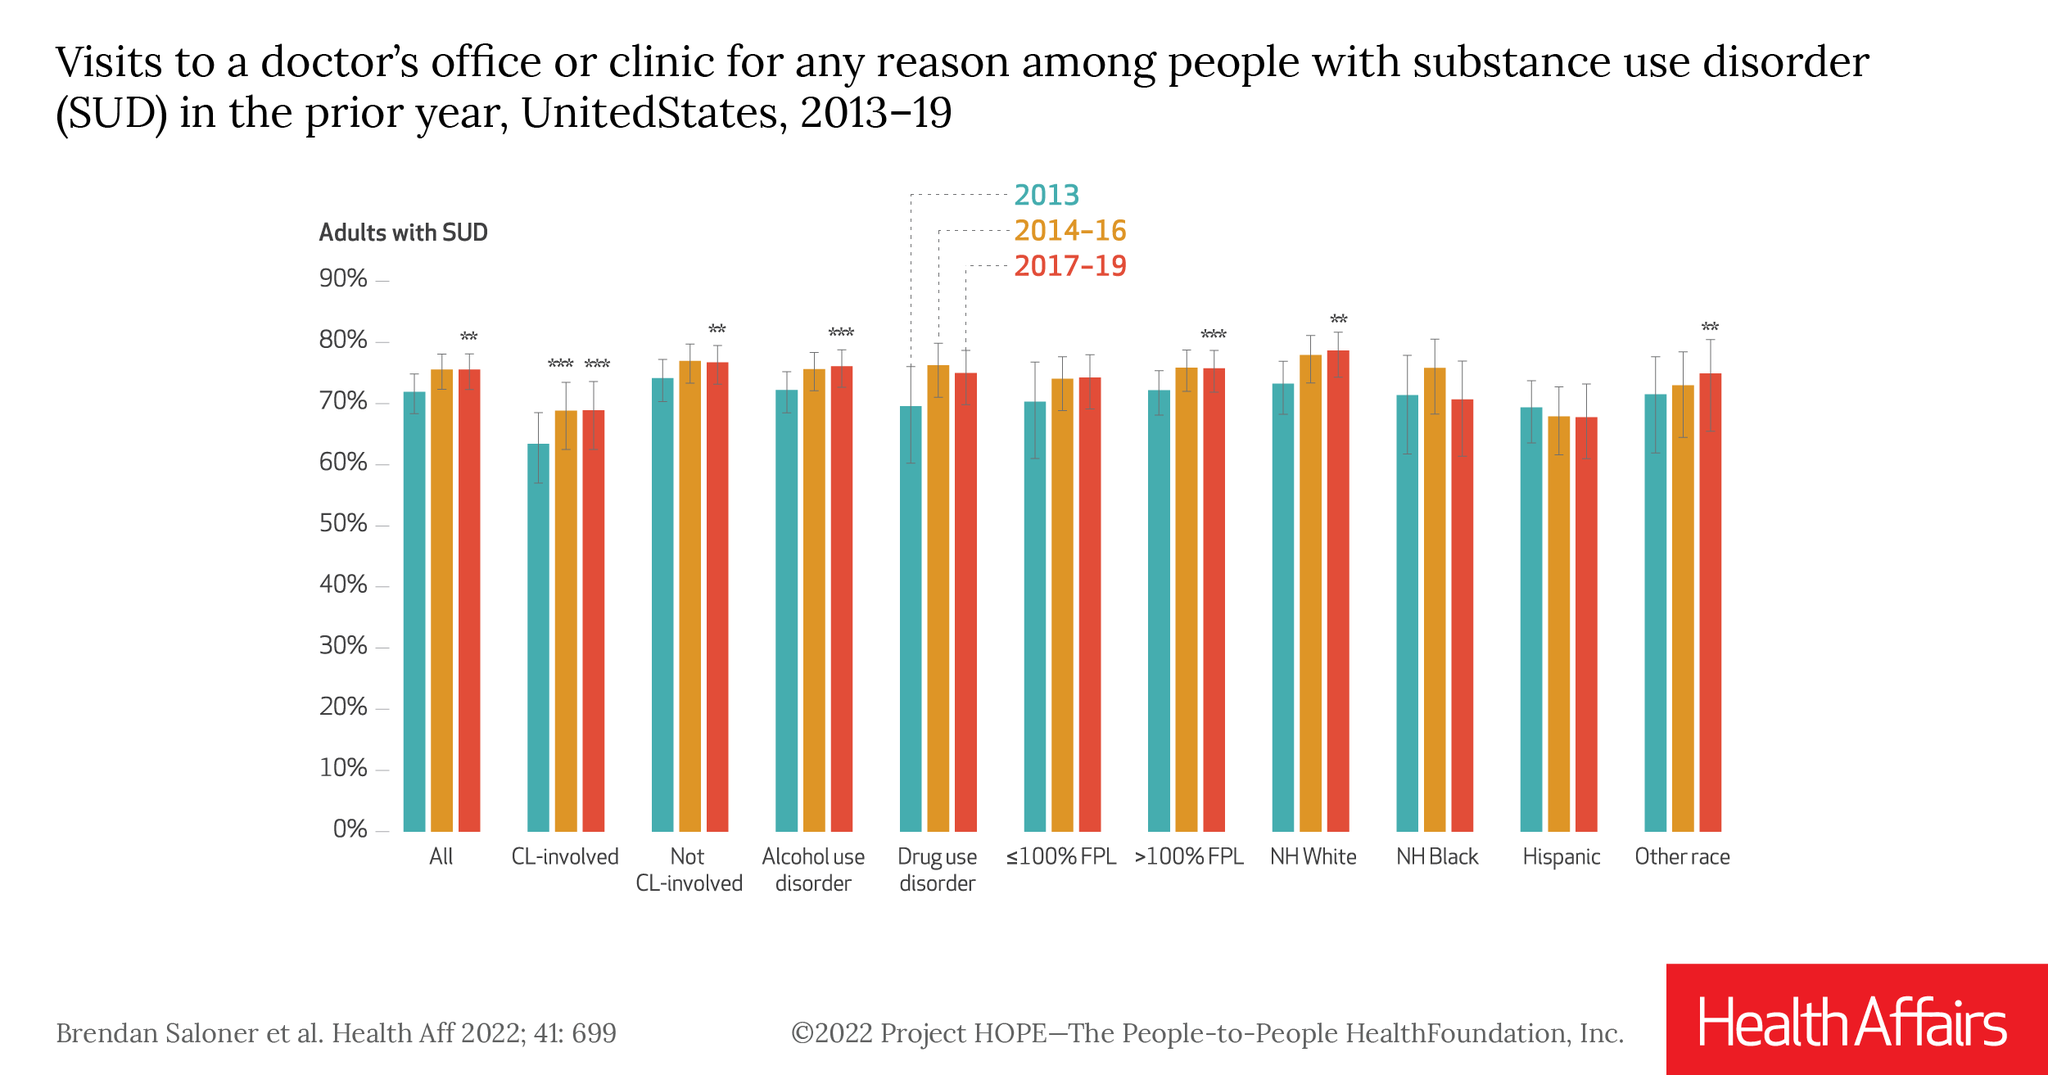 Visits to a doctor’s office or clinic for any reason among people with substance use disorder
(SUD) in the prior year, UnitedStates, 2013–19
2013
2014–16
2017–19
Adults with SUD
90%
80%
70%
60%
50%
40%
30%
20%
10%
0%
**
*** ***
**
***
***
**
**
All
CL-involved
Not
CL-involved
Alcohol use
disorder
Drug use
disorder
≤100% FPL
>100% FPL
NH White
NH Black
Hispanic
Other race
Brendan Saloner et al. Health Aff 2022; 41: 699
©2022 Project HOPE—The People-to-People HealthFoundation, Inc.
HealthAffairs